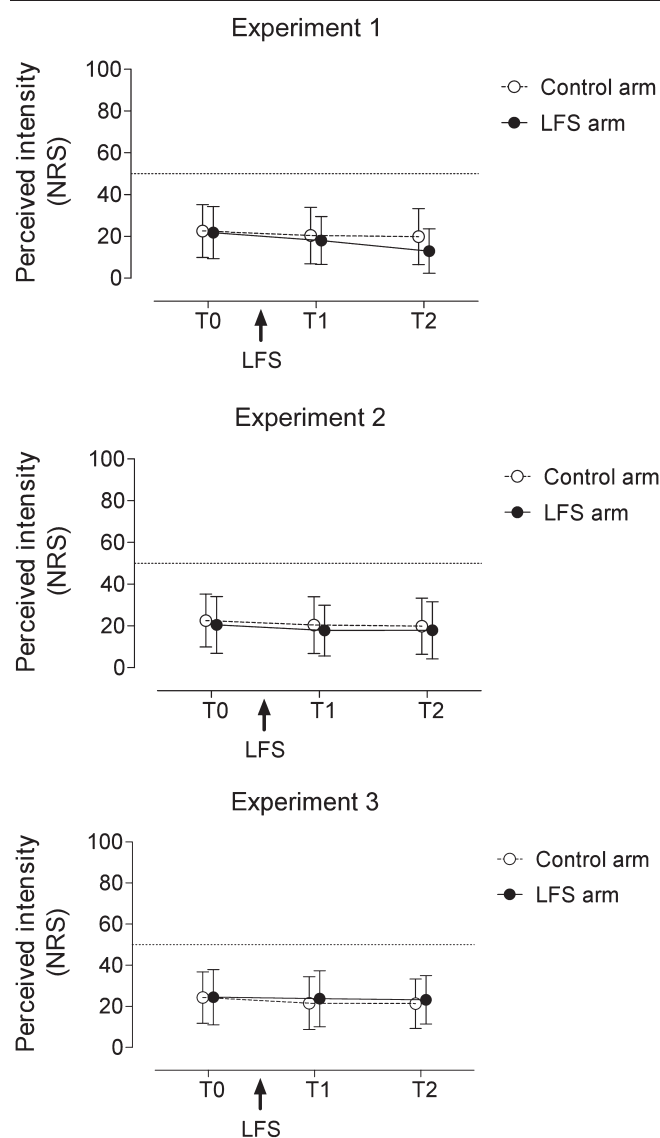 Experiment 1
Perceived intensity
(NRS)
100
80
60
40
20
0
Control arm
LFS arm
T0
T1
T2
LFS
Experiment 2
Perceived intensity
(NRS)
100
80
60
40
20
0
Control arm
LFS arm
T0
T1
T2
LFS
Experiment 3
Perceived intensity
(NRS)
100
80
60
40
20
0
Control arm
LFS arm
T0
T1
T2
LFS